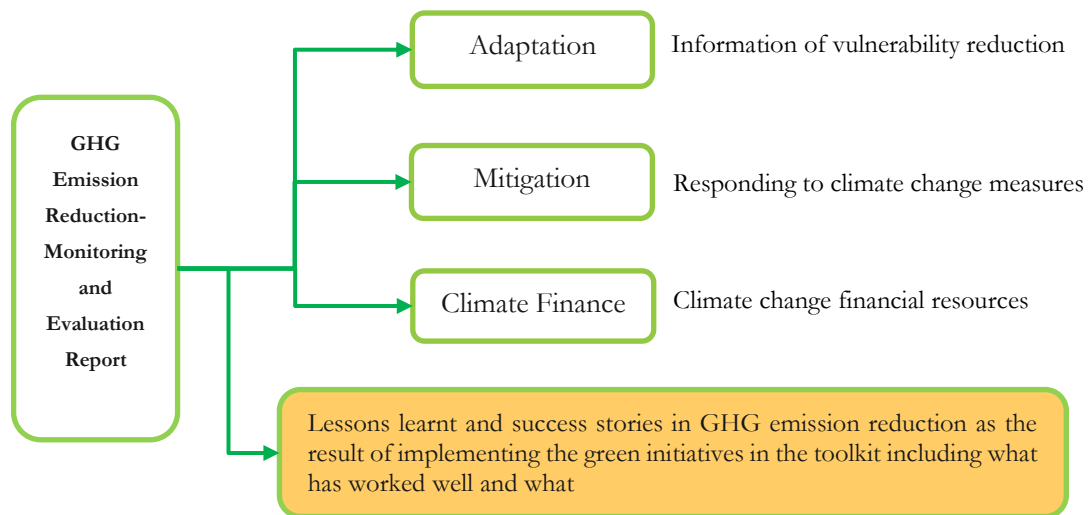 GHG
Emission
Reduction-
Monitoring
and
Evaluation
Report
Adaptation
Information of vulnerability reduction
Mitigation
Responding to climate change measures
Climate Finance
Climate change financial resources
Lessons learnt and success stories in GHG emission reduction as the
result of implementing the green initiatives in the toolkit including what
has worked well and what